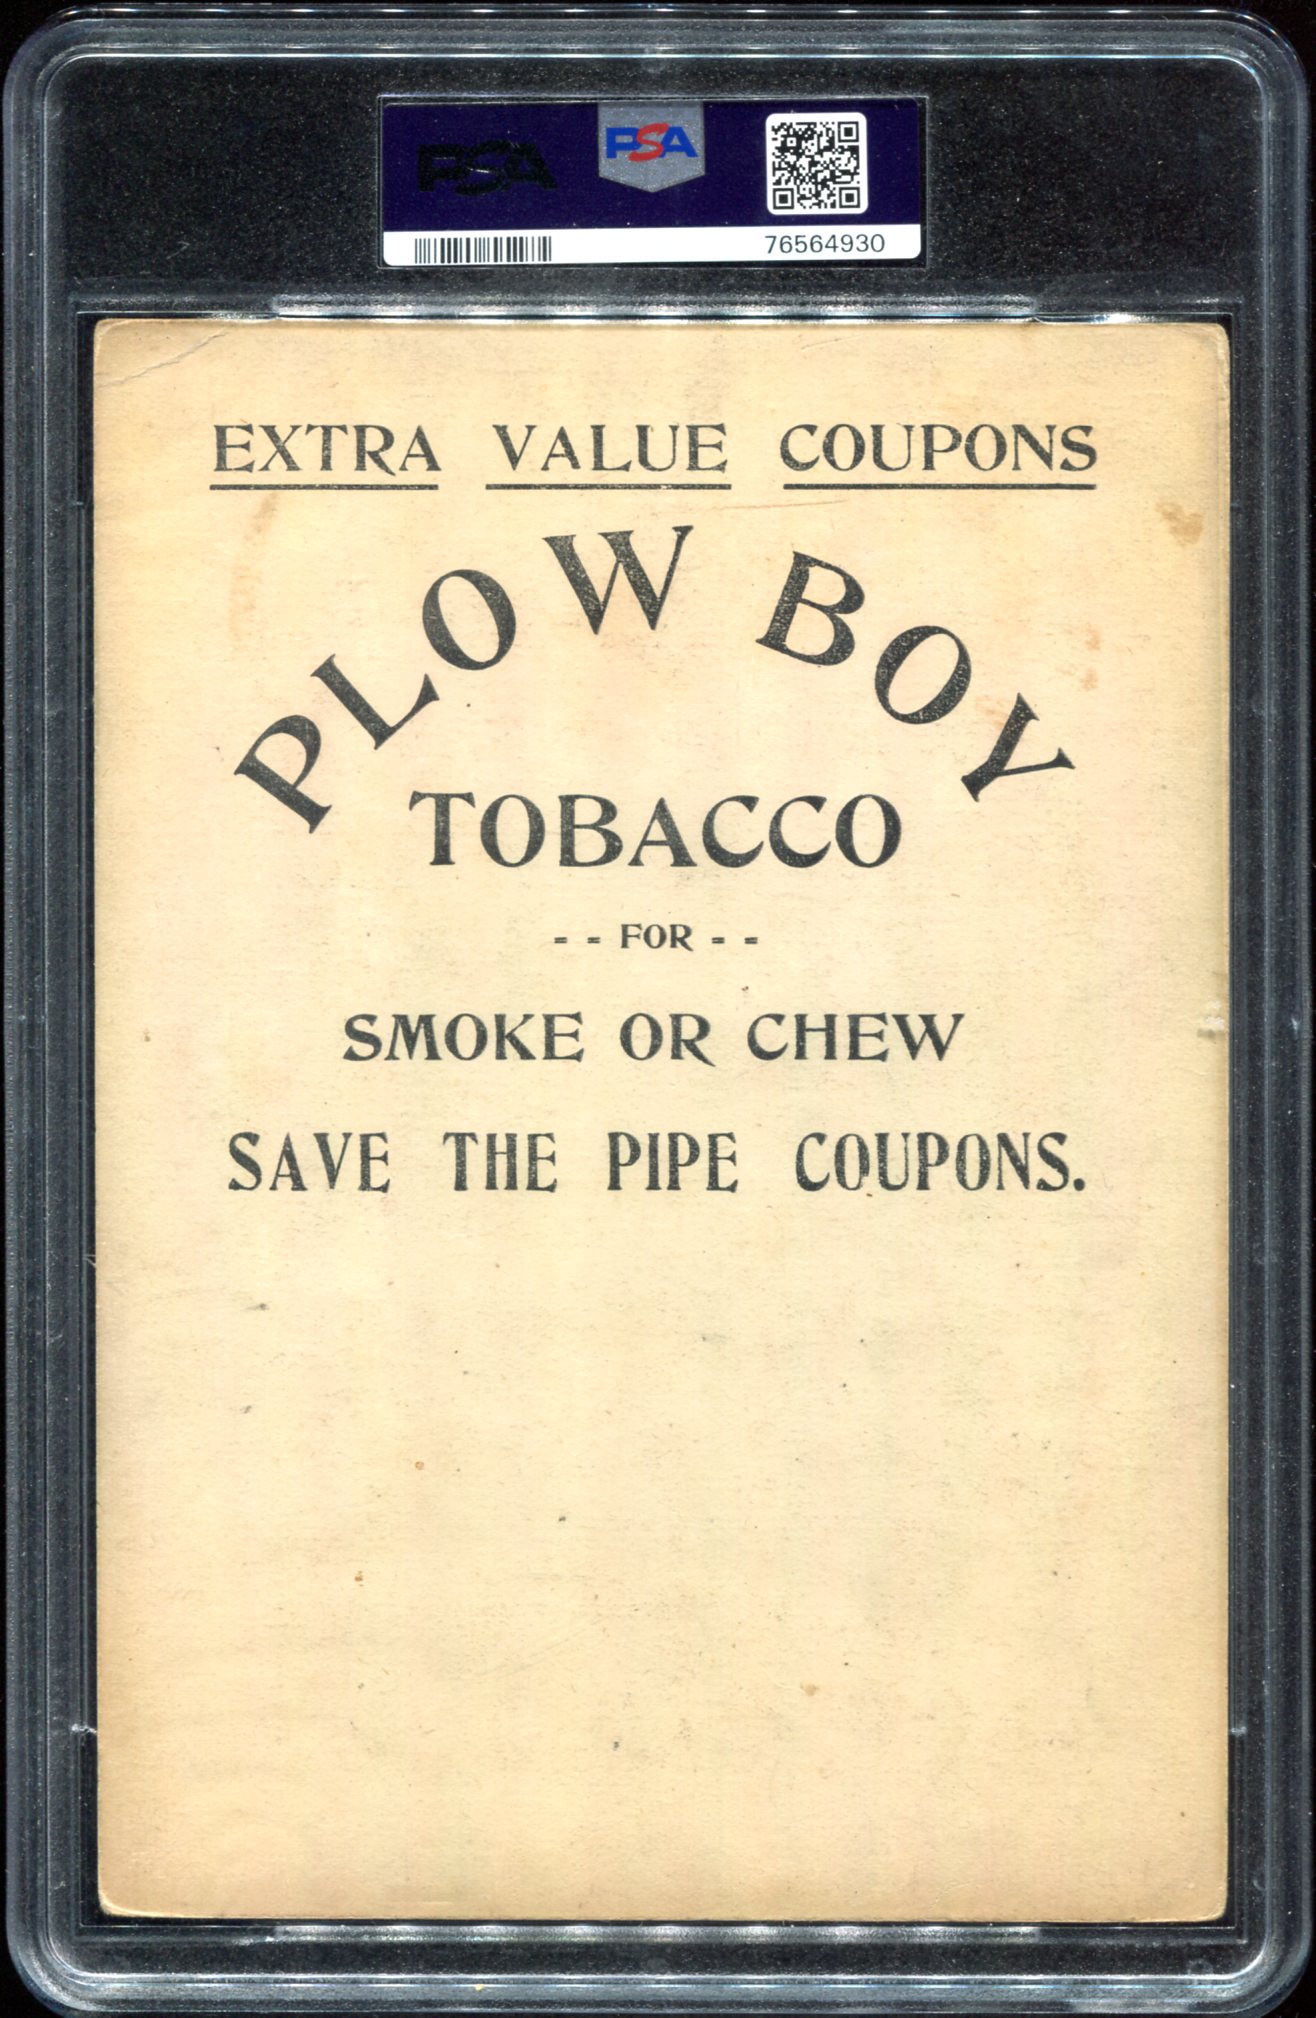 PSA
PSA
76564930
EXTRA VALUE COUPONS
PLOW BOY
TOBACCO
- - FOR - -
SMOKE OR CHEW
SAVE THE PIPE COUPONS.